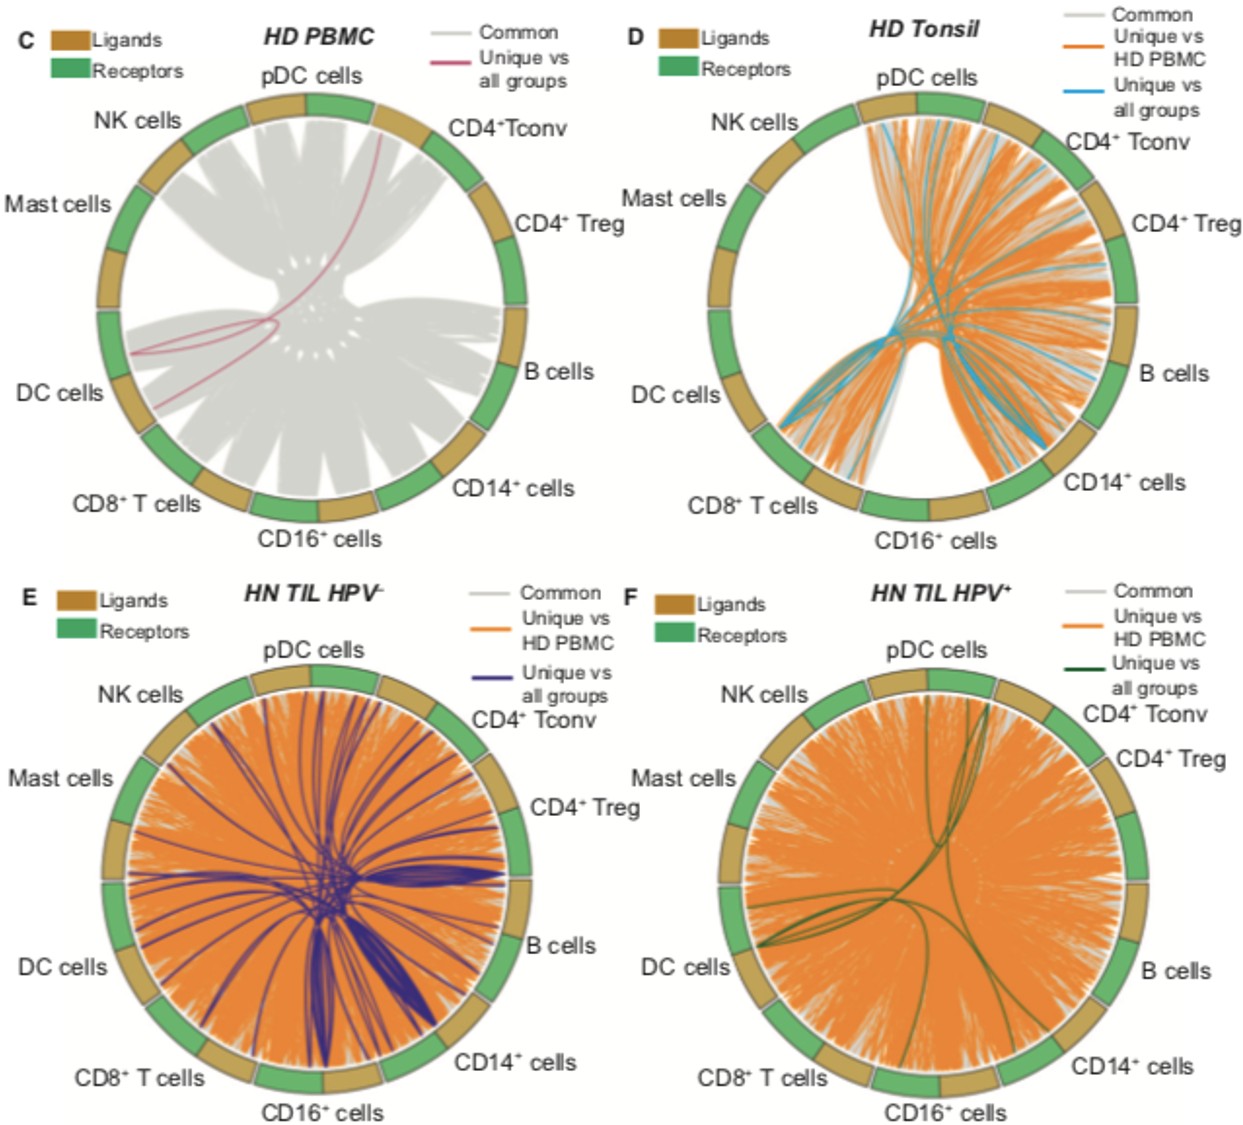 C
Ligands
Receptors
HD PBMC
Common
Unique vs
all groups
pDC cells
NK cells
CD4⁺Tconv
Mast cells
CD4⁺ Treg
DC cells
B cells
CD8⁺ T cells
CD14⁺ cells
CD16⁺ cells
D
Ligands
Receptors
HD Tonsil
Common
Unique vs
HD PBMC
Unique vs
all groups
pDC cells
NK cells
CD4⁺ Tconv
Mast cells
CD4⁺ Treg
DC cells
B cells
CD8⁺ T cells
CD14⁺ cells
CD16⁺ cells
E
Ligands
Receptors
HN TIL HPV⁻
Common
Unique vs
HD PBMC
Unique vs
all groups
pDC cells
NK cells
CD4⁺ Tconv
Mast cells
CD4⁺ Treg
DC cells
B cells
CD8⁺ T cells
CD14⁺ cells
CD16⁺ cells
F
Ligands
Receptors
HN TIL HPV⁺
Common
Unique vs
HD PBMC
Unique vs
all groups
pDC cells
NK cells
CD4⁺ Tconv
CD4⁺ Treg
Mast cells
DC cells
B cells
CD8⁺ T cells
CD14⁺ cells
CD16⁺ cells